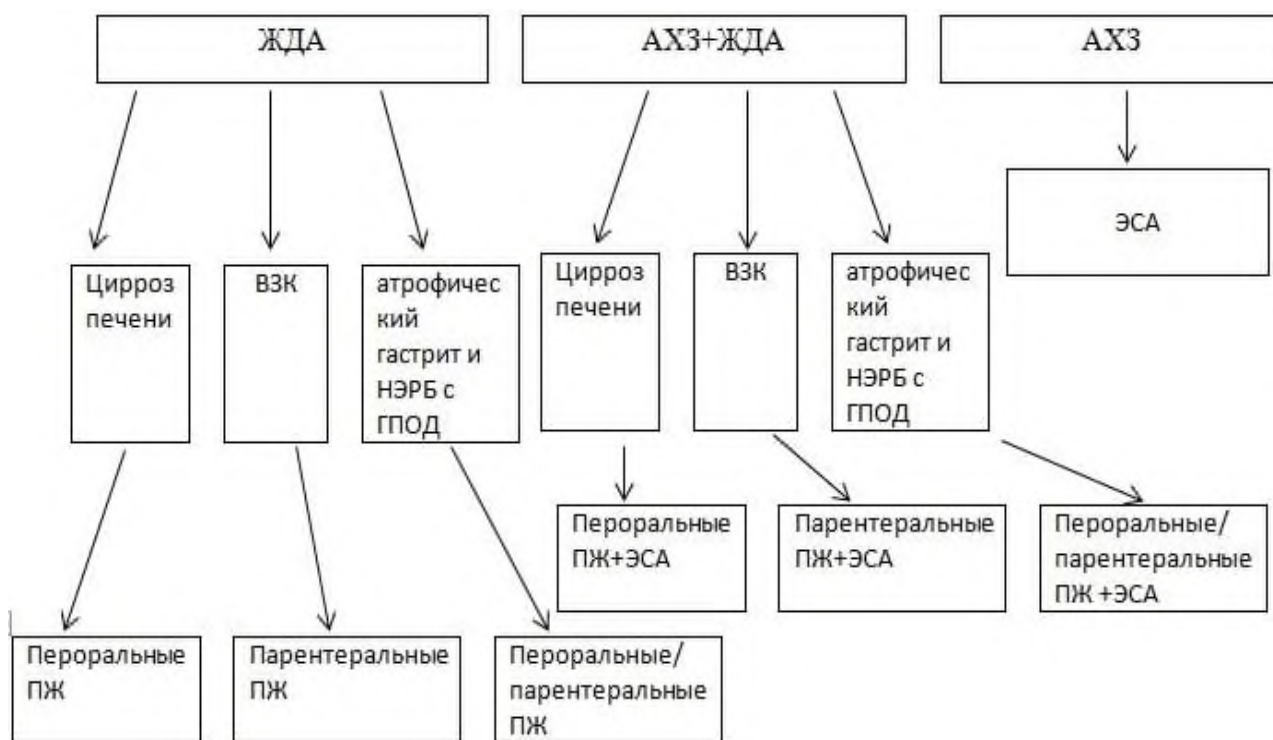 ЖДА
АХЗ+ЖДА
АХЗ
ЭСА
Цирроз
печени
ВЗК
атрофичес
кий
гастрит и
НЭРБ с
ГПОД
Цирроз
печени
ВЗК
атрофичес
кий
гастрит и
НЭРБ с
ГПОД
Пероральные
ПЖ+ЭСА
Парентеральные
ПЖ+ЭСА
Пероральные/
парентеральные
ПЖ +ЭСА
Пероральные
ПЖ
Парентеральные
ПЖ
Пероральные/
парентеральные
ПЖ